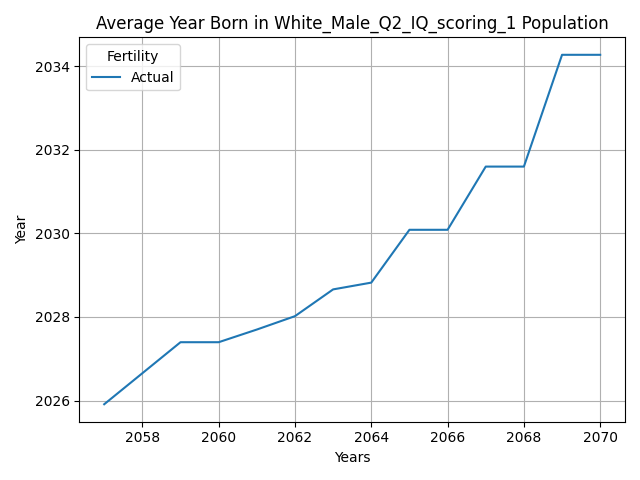 Average Year Born in White_Male_Q2_IQ_scoring_1 Population
Fertility
Actual
2034
2032
2030
2028
2026
Year
2058 2060 2062 2064 2066 2068 2070
Years